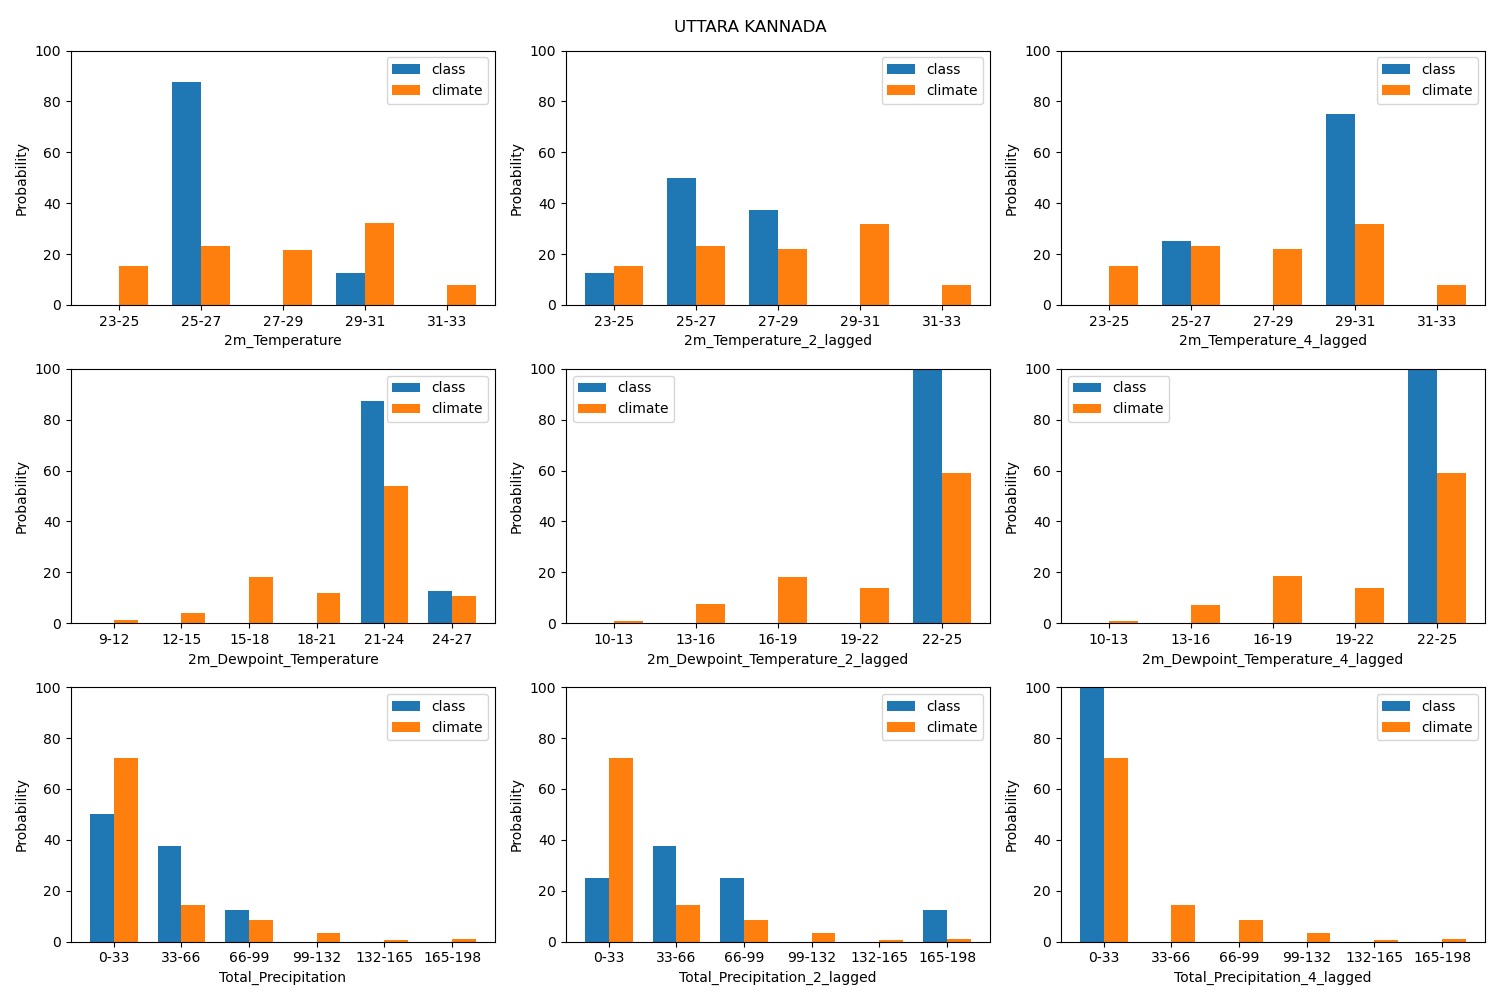 UTTARA KANNADA
100
80
60
40
20
0
Probability
class
climate
23-25 25-27 27-29 29-31 31-33
2m_Temperature
100
80
60
40
20
0
Probability
class
climate
23-25 25-27 27-29 29-31 31-33
2m_Temperature_2_lagged
100
80
60
40
20
0
Probability
class
climate
23-25 25-27 27-29 29-31 31-33
2m_Temperature_4_lagged
100
80
60
40
20
0
Probability
class
climate
9-12 12-15 15-18 18-21 21-24 24-27
2m_Dewpoint_Temperature
100
80
60
40
20
0
Probability
class
climate
10-13 13-16 16-19 19-22 22-25
2m_Dewpoint_Temperature_2_lagged
100
80
60
40
20
0
Probability
class
climate
10-13 13-16 16-19 19-22 22-25
2m_Dewpoint_Temperature_4_lagged
100
80
60
40
20
0
Probability
class
climate
0-33 33-66 66-99 99-132 132-165 165-198
Total_Precipitation
100
80
60
40
20
0
Probability
class
climate
0-33 33-66 66-99 99-132 132-165 165-198
Total_Precipitation_2_lagged
100
80
60
40
20
0
Probability
class
climate
0-33 33-66 66-99 99-132 132-165 165-198
Total_Precipitation_4_lagged